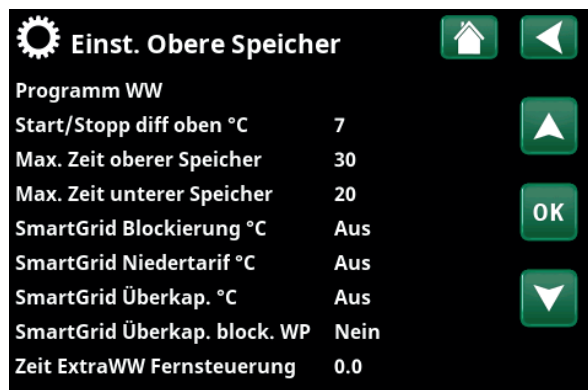 Einst. Obere Speicher
Programm WW
Start/Stopp diff oben °C 7
Max. Zeit oberer Speicher 30
Max. Zeit unterer Speicher 20
SmartGrid Blockierung °C Aus
SmartGrid Niedertarif °C Aus
SmartGrid Überkap. °C Aus
SmartGrid Überkap. block. WP Nein
Zeit ExtraWW Fernsteuerung 0.0
OK